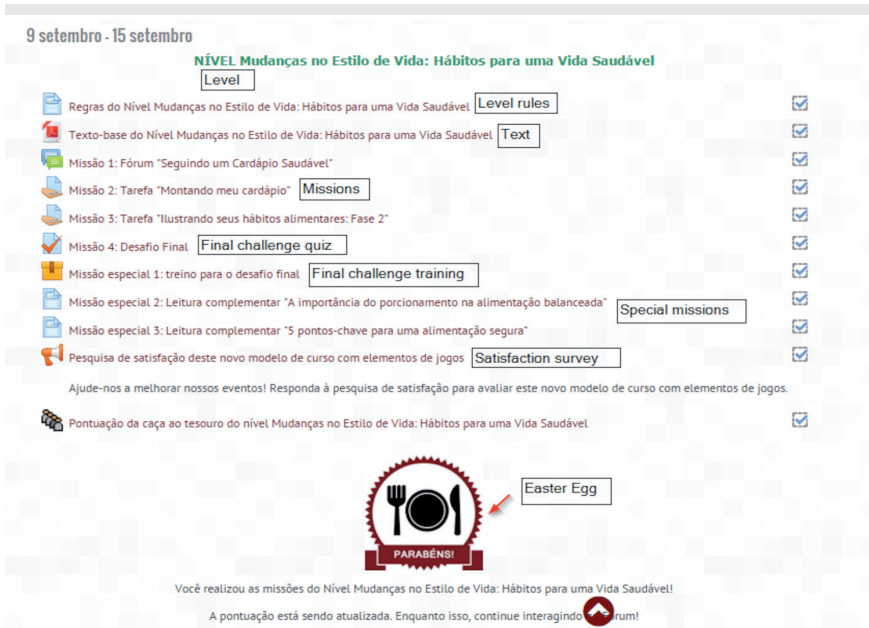 9 setembro - 15 setembro
NÍVEL Mudanças no Estilo de Vida: Hábitos para uma Vida Saudável
Level
Regras do Nível Mudanças no Estilo de Vida: Hábitos para uma Vida Saudável Level rules
Texto-base do Nível Mudanças no Estilo de Vida: Hábitos para uma Vida Saudável Text
Missão 1: Fórum "Seguindo um Cardápio Saudável"
Missão 2: Tarefa "Montando meu cardápio" Missions
Missão 3: Tarefa "Ilustrando seus hábitos alimentares: Fase 2"
Missão 4: Desafio Final Final challenge quiz
Missão especial 1: treino para o desafio final Final challenge training
Missão especial 2: Leitura complementar "A importância do porcionamento na alimentação balanceada" Special missions
Missão especial 3: Leitura complementar "5 pontos-chave para uma alimentação segura"
Pesquisa de satisfação deste novo modelo de curso com elementos de jogos Satisfaction survey
Ajude-nos a melhorar nossos eventos! Responda à pesquisa de satisfação para avaliar este novo modelo de curso com elementos de jogos.
Pontuação da caça ao tesouro do nível Mudanças no Estilo de Vida: Hábitos para uma Vida Saudável
Easter Egg
PARABÉNS!
Você realizou as missões do Nível Mudanças no Estilo de Vida: Hábitos para uma Vida Saudável!
A pontuação está sendo atualizada. Enquanto isso, continue interagindo